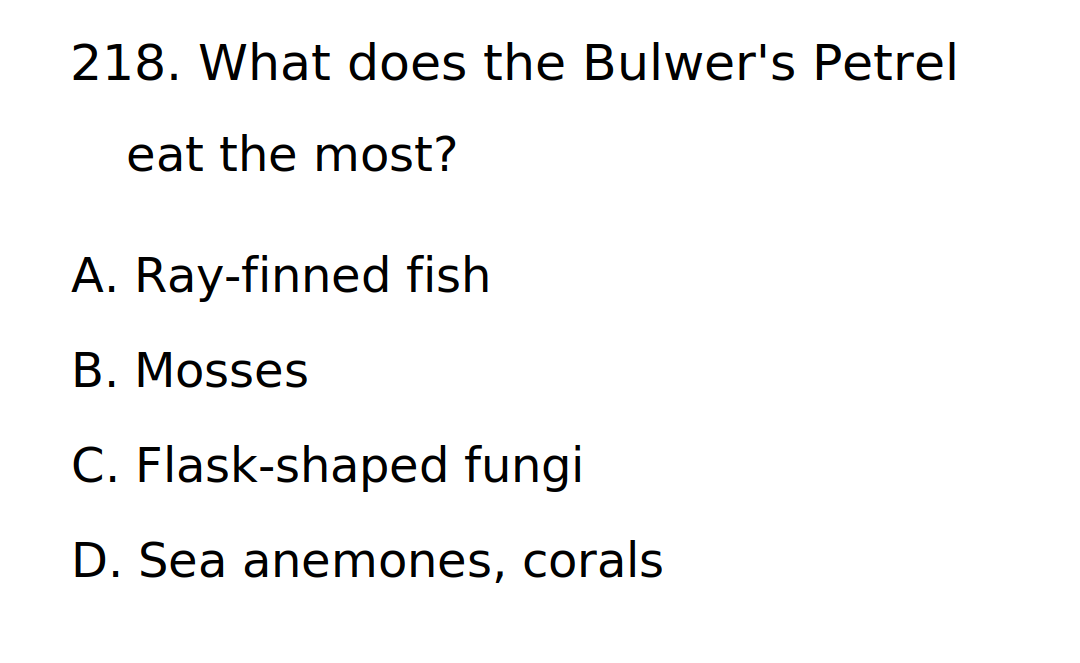 218. What does the Bulwer's Petrel
eat the most?
A. Ray-finned fish
B. Mosses
C. Flask-shaped fungi
D. Sea anemones, corals